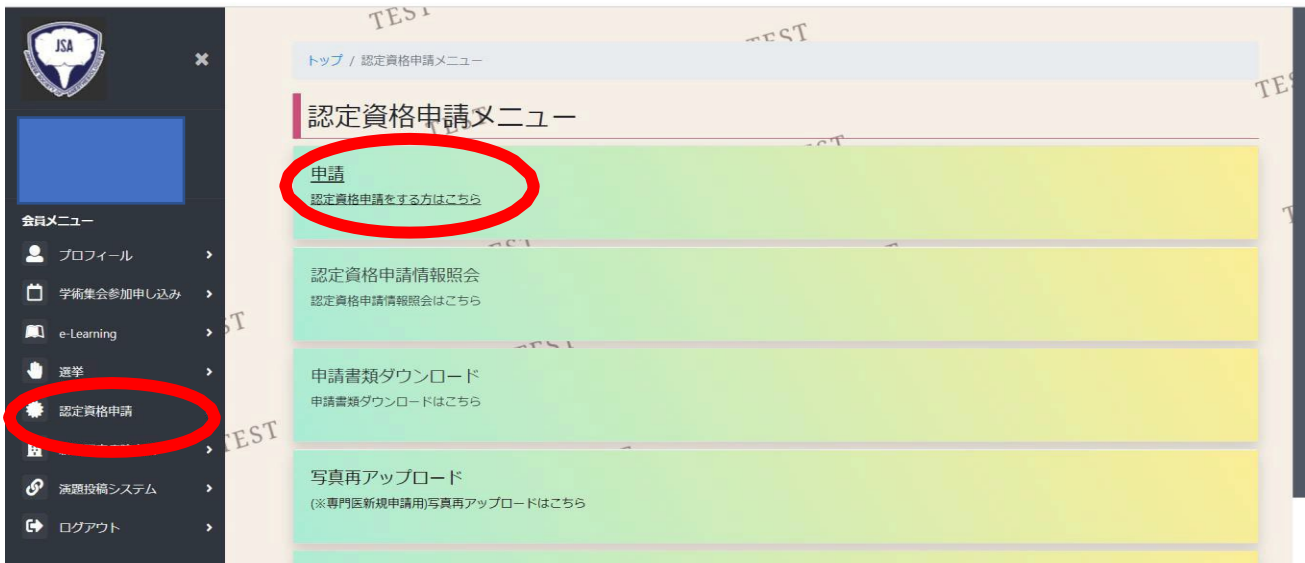 JSA
会員メニュー
プロフィール
学術集会参加申し込み
e-Learning
選挙
認定資格申請
演題投稿システム
ログアウト
トップ / 認定資格申請メニュー
認定資格申請メニュー
申請
認定資格申請をする方はこちら
認定資格申請情報照会
認定資格申請情報照会はこちら
申請書類ダウンロード
申請書類ダウンロードはこちら
写真再アップロード
(※専門医新規申請用)写真再アップロードはこちら
TEST
TEST
TEST